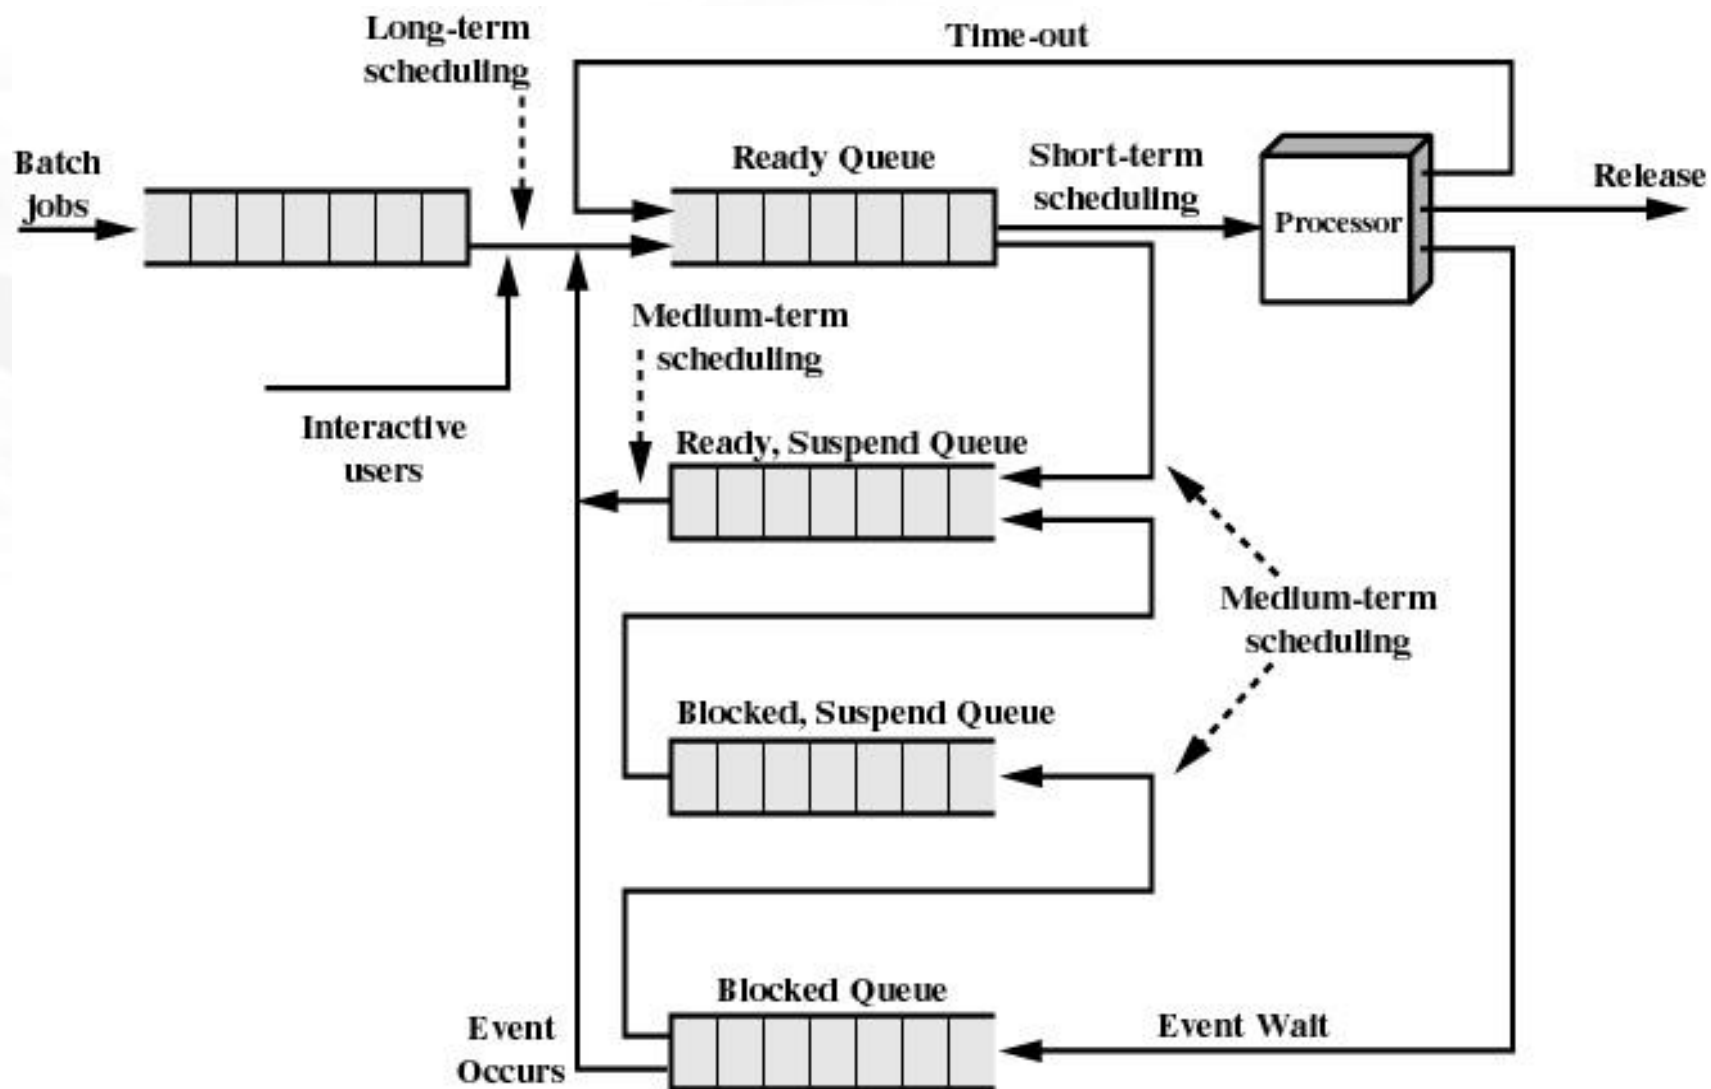 Long-term
scheduling
Time-out
Batch
jobs
Ready Queue
Short-term
scheduling
Processor
Release
Medium-term
scheduling
Interactive
users
Ready, Suspend Queue
Medium-term
scheduling
Blocked, Suspend Queue
Blocked Queue
Event
Occurs
Event Wait